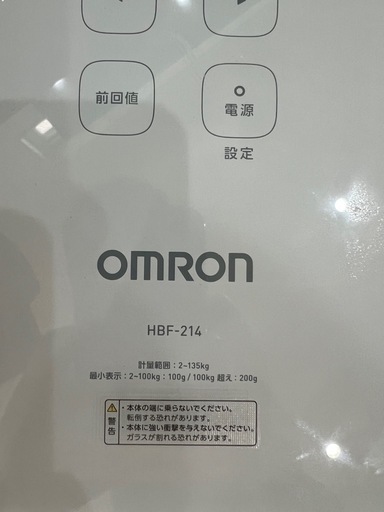 前回値
電源
設定
OMRON
HBF-214
計量範囲：2-135kg
最小表示：2-100kg：100g / 100kg 超え：200g
警告
・本体の端に乗らないでください。
転倒する恐れがあります。
・本体に強い衝撃を与えないでください。
ガラスが割れる恐れがあります。